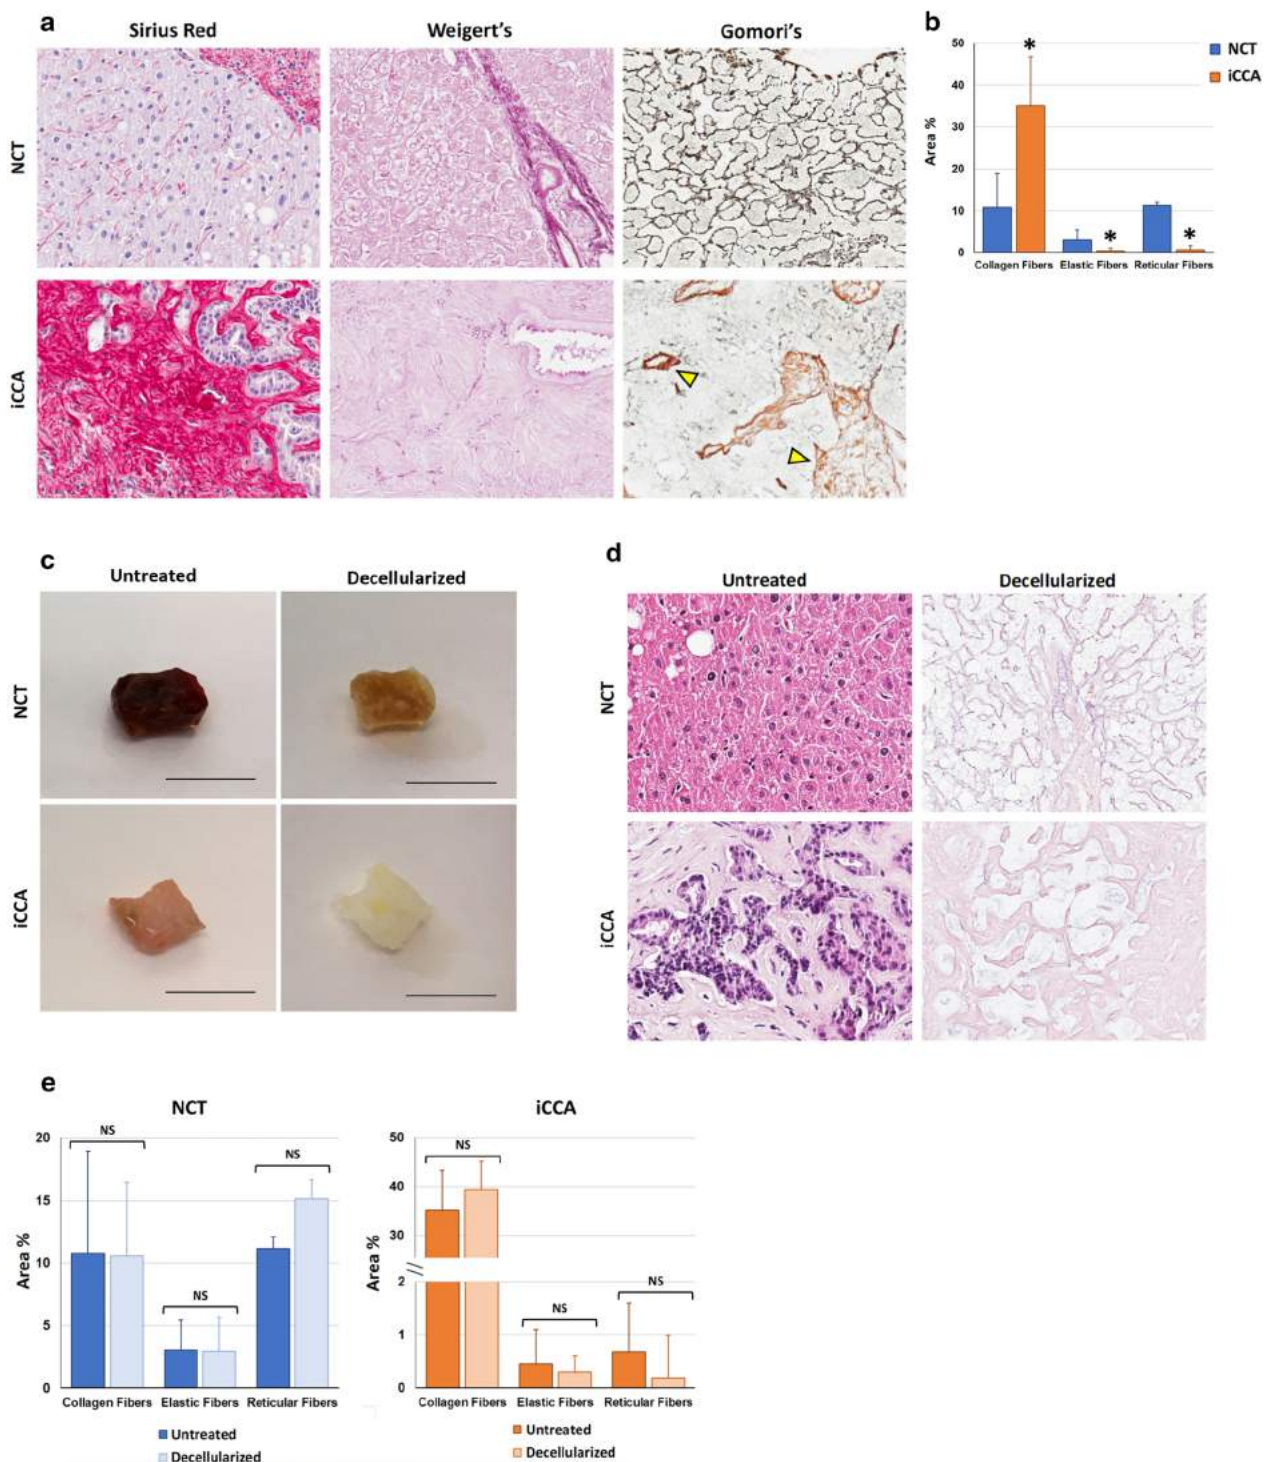 a
Sirius Red
Weigert's
Gomori's
NCT
iCCA
b
50
40
30
20
10
0
Area %
*
*
*
Collagen Fibers
Elastic Fibers
Reticular Fibers
NCT
iCCA
c
Untreated
Decellularized
NCT
iCCA
d
Untreated
Decellularized
NCT
iCCA
e
NCT
20
15
10
5
0
Area %
NS
NS
NS
Collagen Fibers
Elastic Fibers
Reticular Fibers
Untreated
Decellularized
iCCA
50
40
30
2
1
0
Area %
NS
NS
NS
Collagen Fibers
Elastic Fibers
Reticular Fibers
Untreated
Decellularized